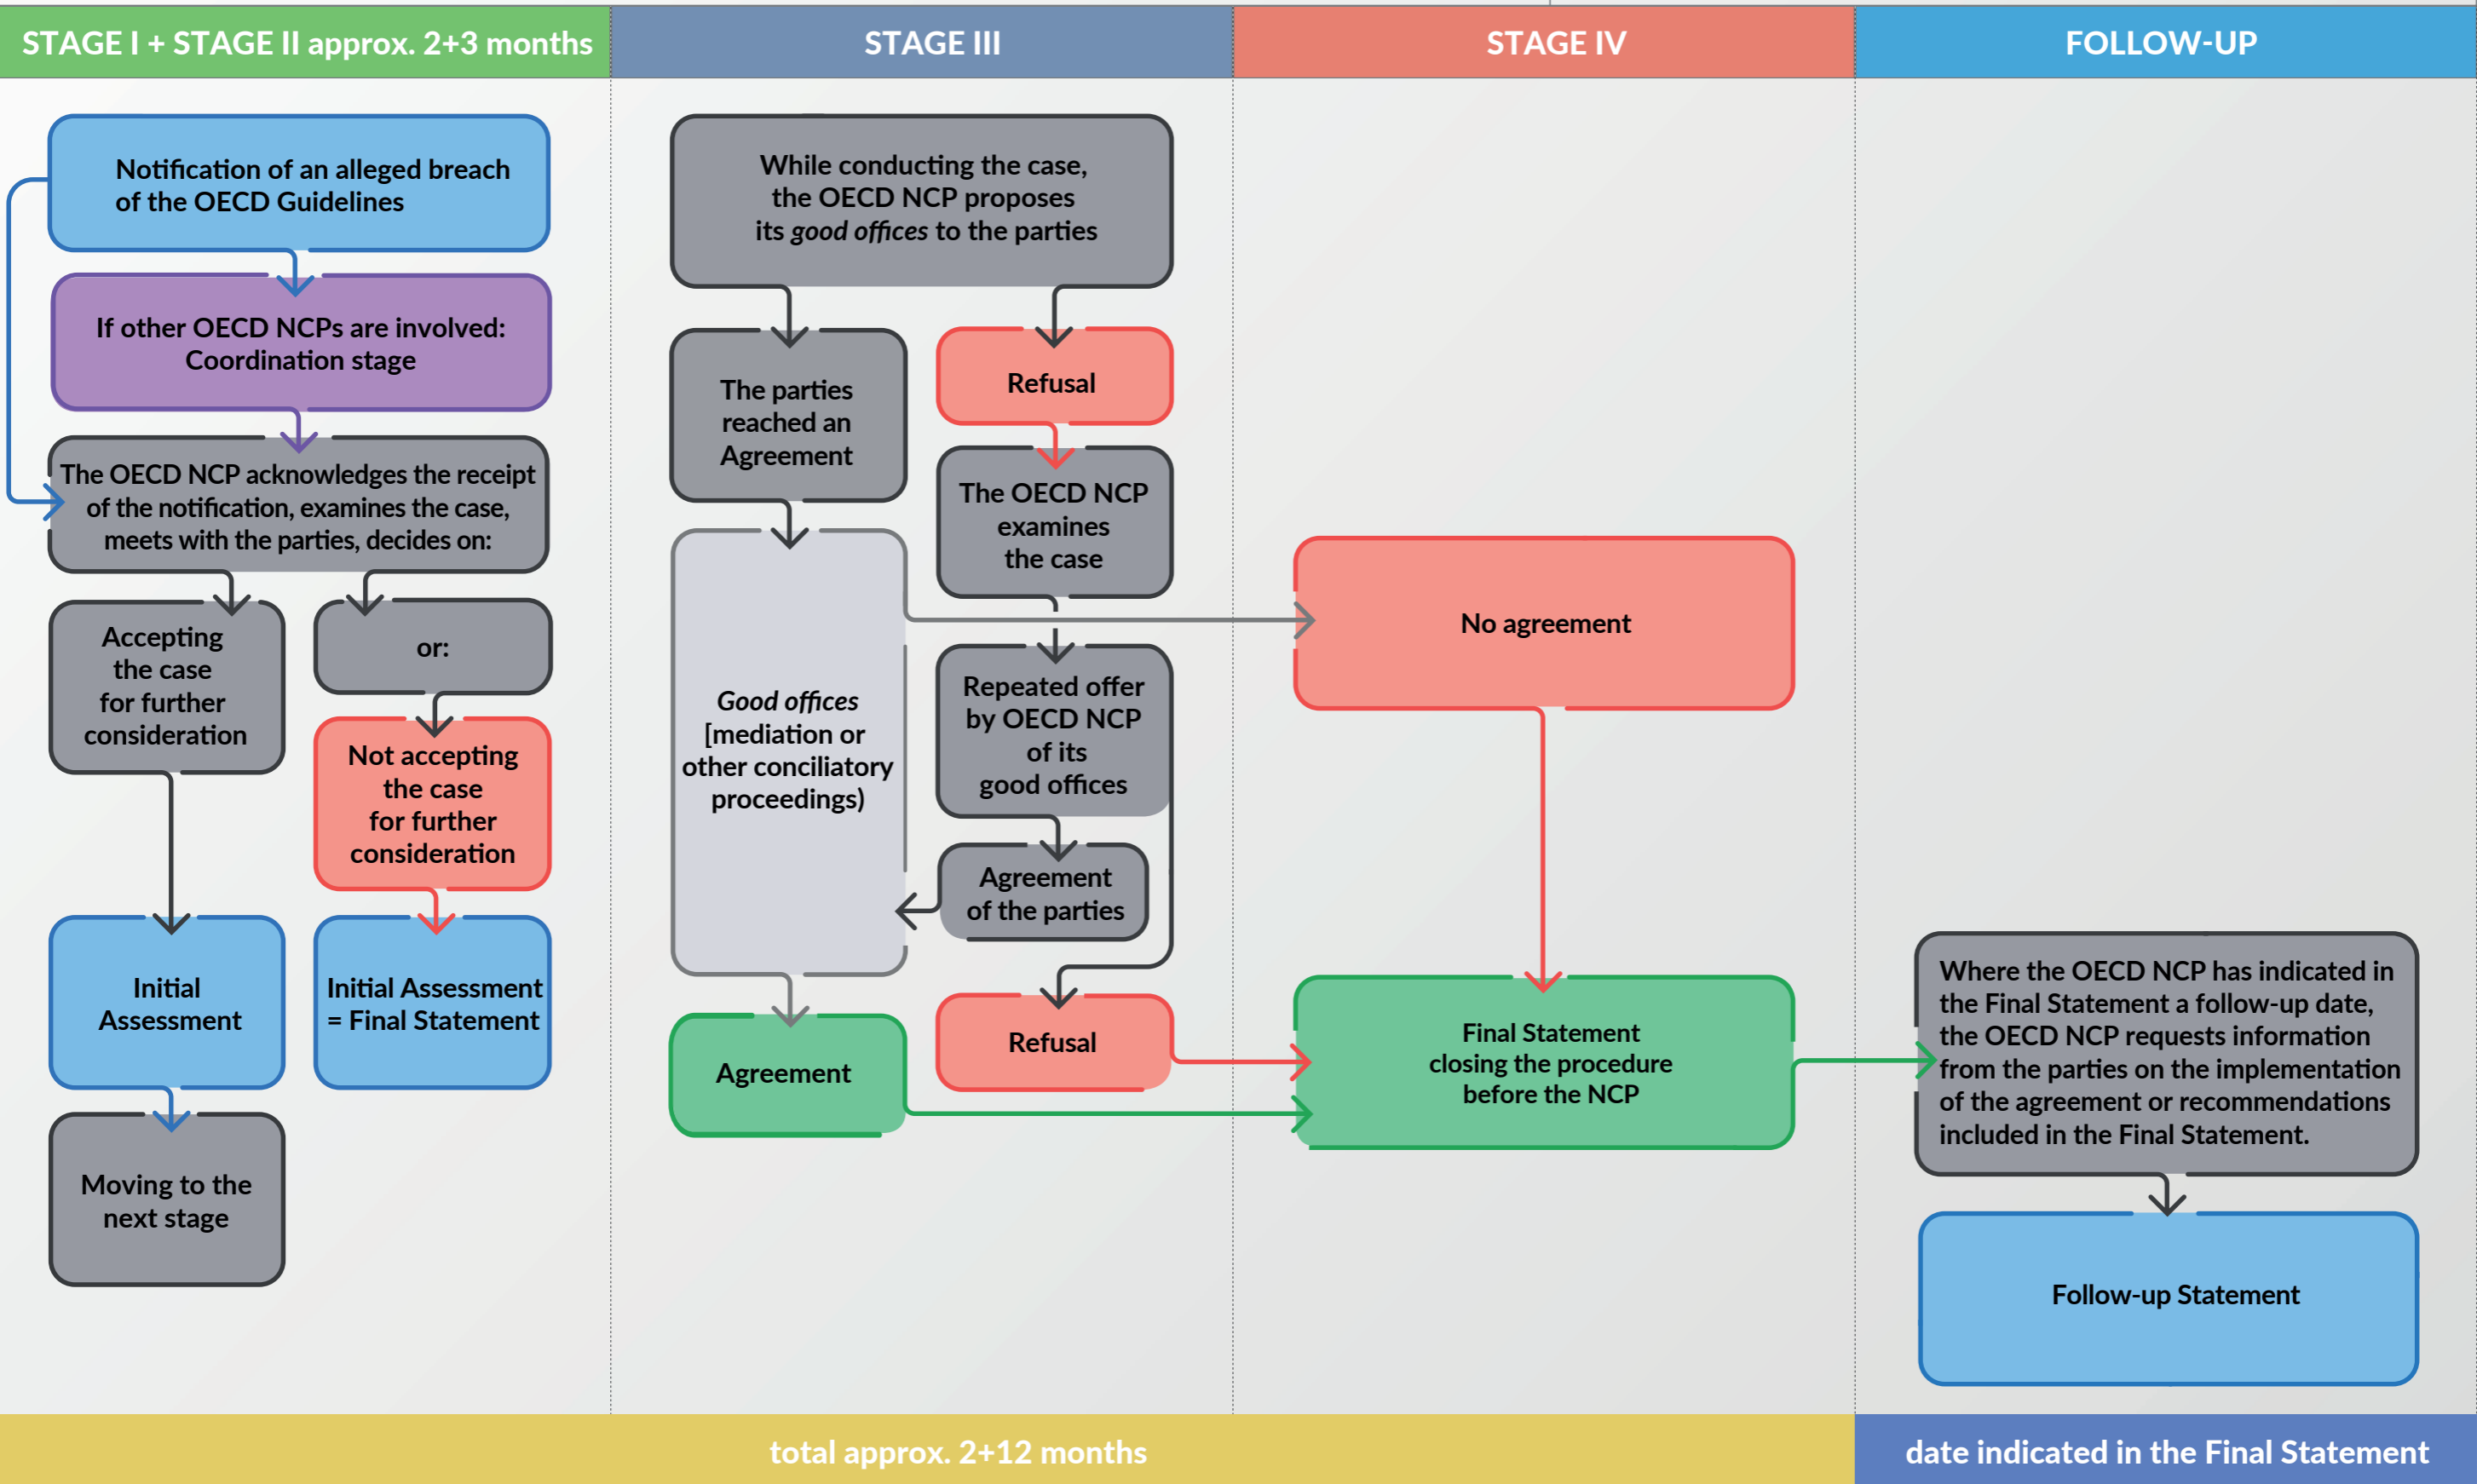 STAGE I + STAGE II approx. 2+3 months
STAGE III
STAGE IV
FOLLOW-UP
Notification of an alleged breach
of the OECD Guidelines
If other OECD NCPs are involved:
Coordination stage
The OECD NCP acknowledges the receipt
of the notification, examines the case,
meets with the parties, decides on:
Accepting
the case
for further
consideration
or:
Not accepting
the case
for further
consideration
Initial
Assessment
Initial Assessment
= Final Statement
Moving to the
next stage
While conducting the case,
the OECD NCP proposes
its good offices to the parties
The parties
reached an
Agreement
Refusal
The OECD NCP
examines
the case
Good offices
[mediation or
other conciliatory
proceedings)
Repeated offer
by OECD NCP
of its
good offices
Agreement
of the parties
Agreement
Refusal
No agreement
Final Statement
closing the procedure
before the NCP
Where the OECD NCP has indicated in
the Final Statement a follow-up date,
the OECD NCP requests information
from the parties on the implementation
of the agreement or recommendations
included in the Final Statement.
Follow-up Statement
total approx. 2+12 months
date indicated in the Final Statement